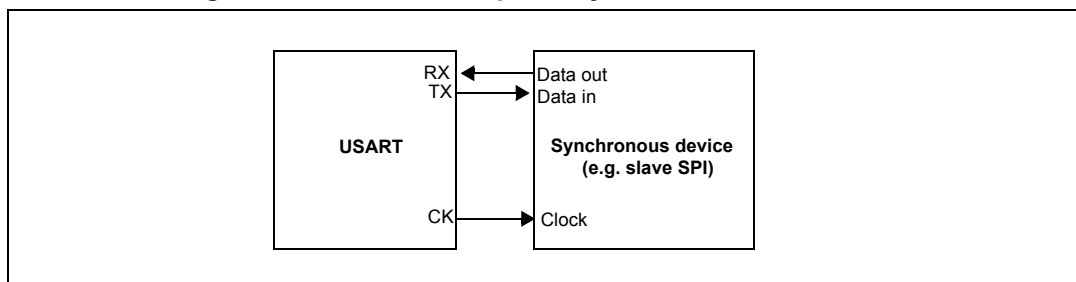 RX
TX
Data out
Data in
USART
Synchronous device
(e.g. slave SPI)
CK
Clock